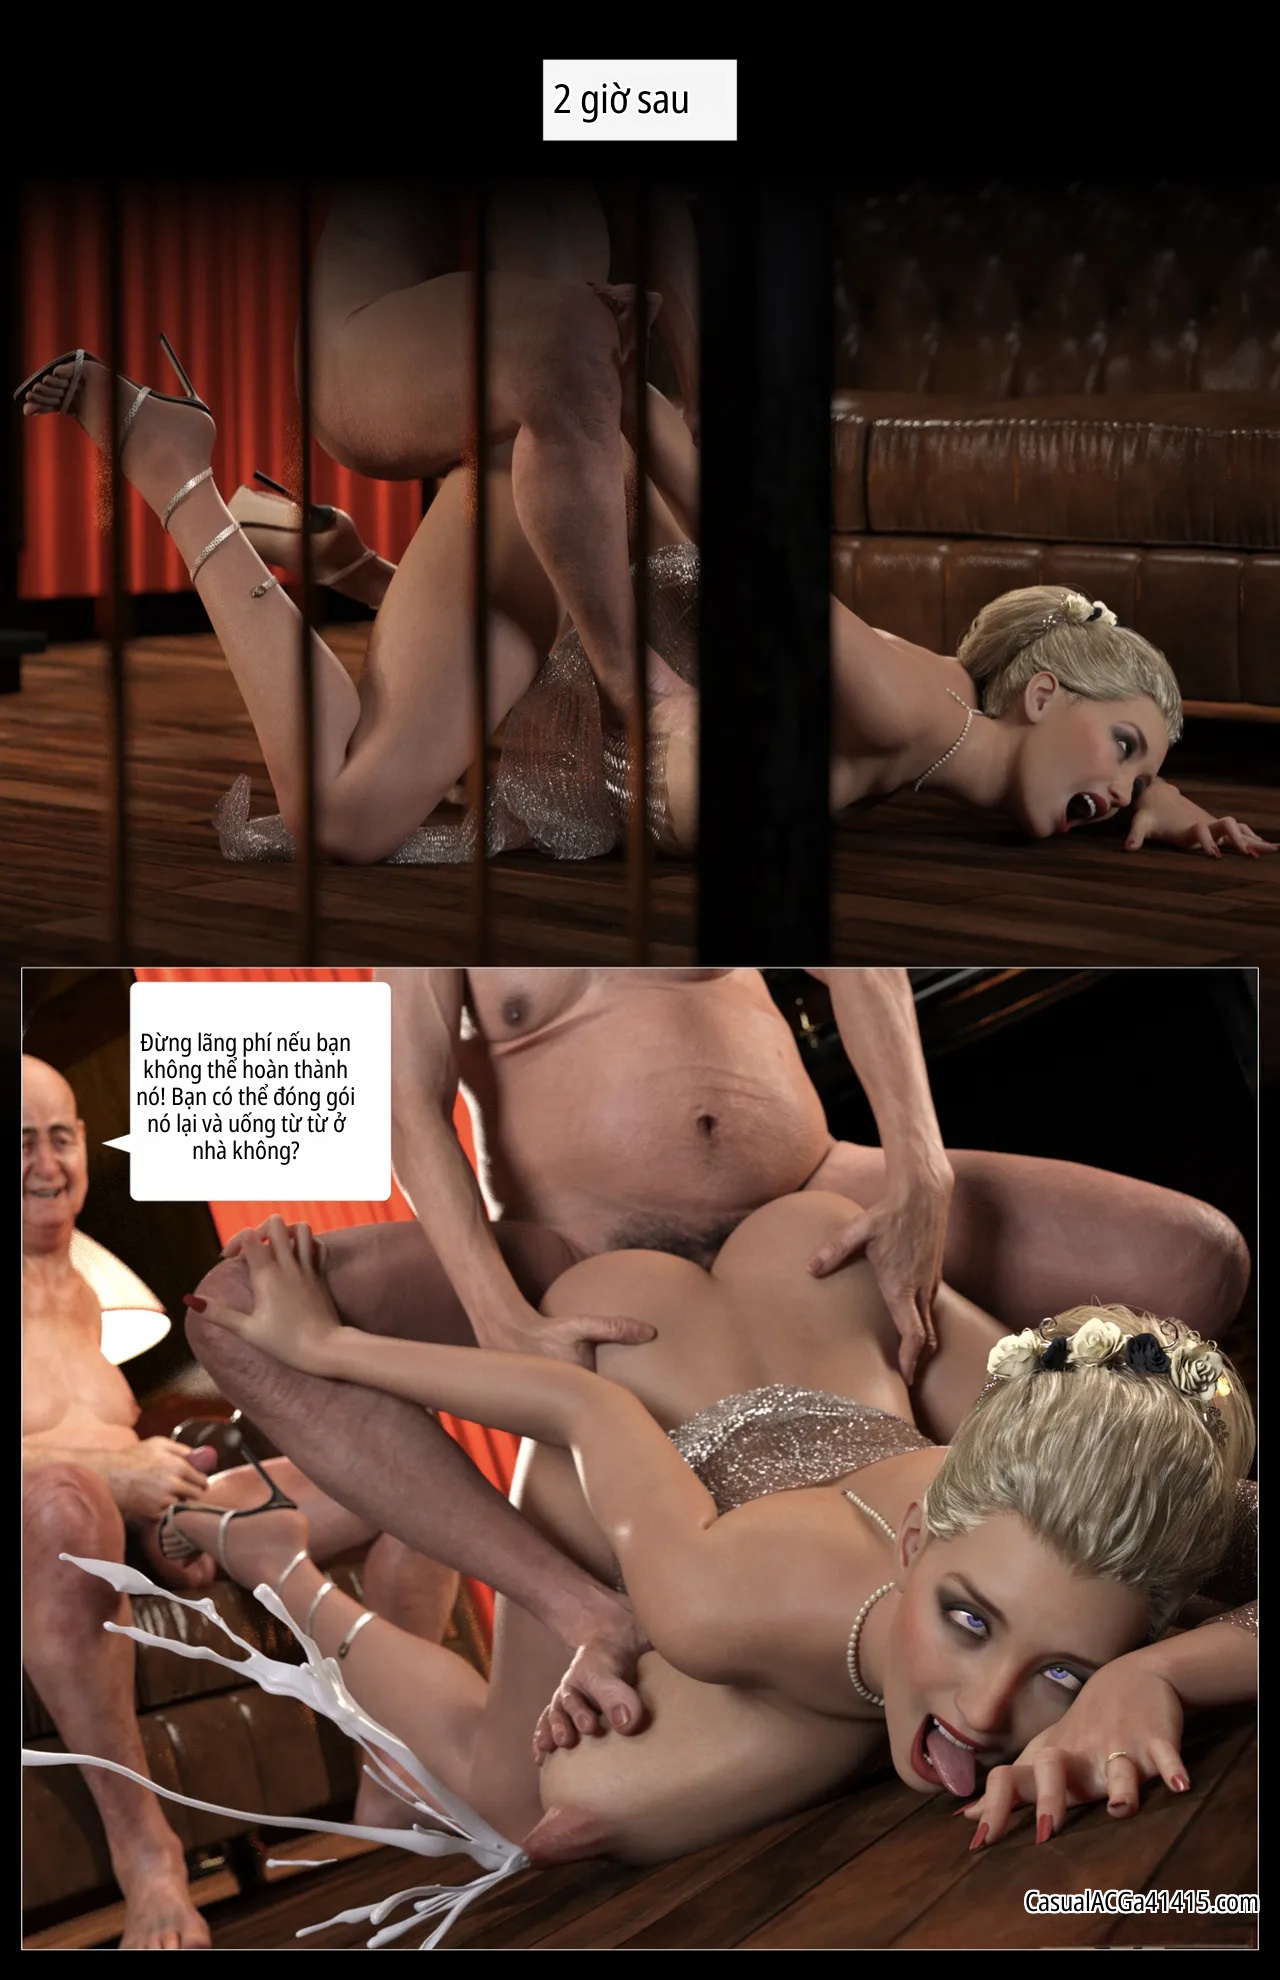 2 giờ sau
Đừng lãng phí nếu bạn
không thể hoàn thành
nó! Bạn có thể đóng gói
nó lại và uống từ từ ở
nhà không?
CasualACGa41415.com